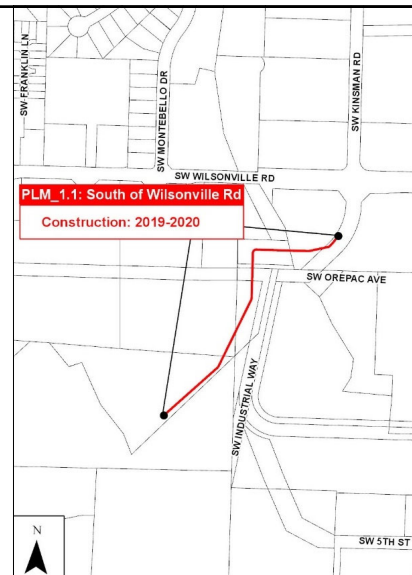 SW FRANKLIN LN
SW MONTEBELLO DR
SW KINSMAN RD
SW WILSONVILLE RD
PLM_1.1: South of Wilsonville Rd
Construction: 2019-2020
SW OREPAC AVE
SW INDUSTRIAL WAY
SW 5TH ST
N